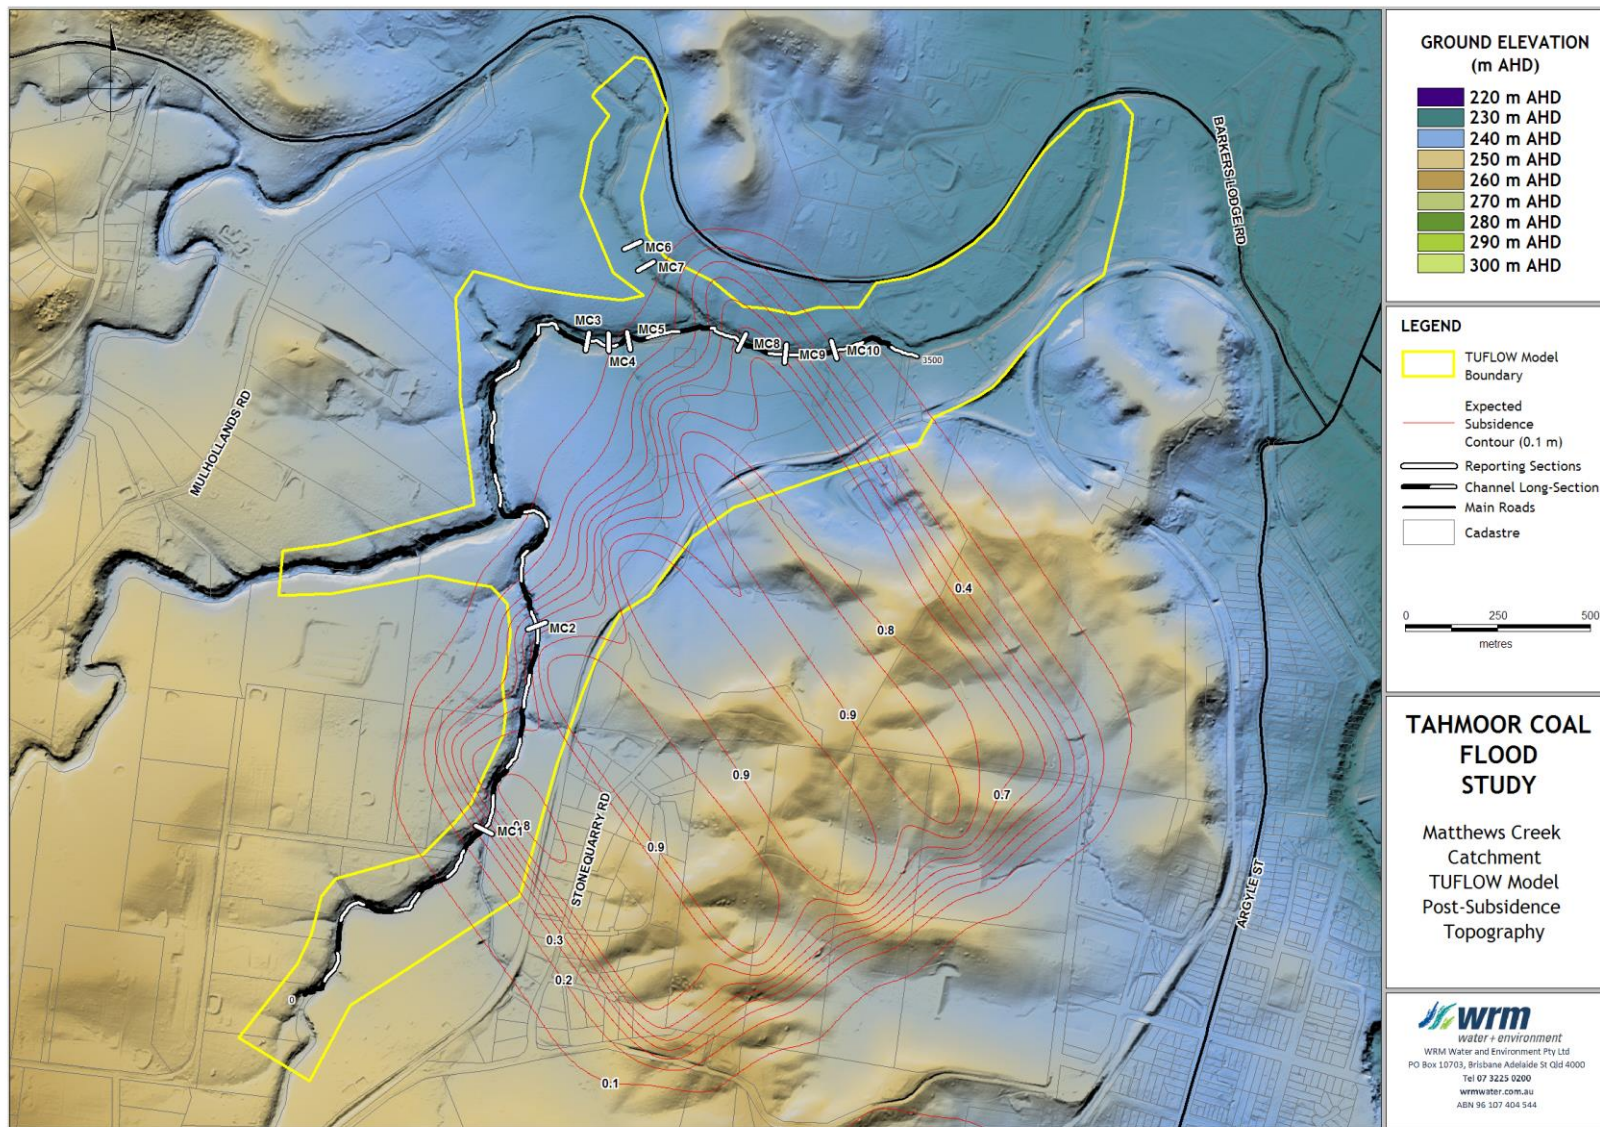 MC6
MC7
MC3
MC5
MC4
MC8
MC9
MC10
3500
BARKERS LODGE RD
MULHOLLANDS RD
MC2
0.4
0.8
0.9
0.9
0.7
MC1
0.8
0.9
STONEQUARRY RD
ARGYLE ST
0.3
0.2
0
0.1
GROUND ELEVATION
(m AHD)
220 m AHD
230 m AHD
240 m AHD
250 m AHD
260 m AHD
270 m AHD
280 m AHD
290 m AHD
300 m AHD
LEGEND
TUFLOW Model
Boundary
Expected
Subsidence
Contour (0.1 m)
Reporting Sections
Channel Long-Section
Main Roads
Cadastre
0 250 500
metres
TAHMOOR COAL
FLOOD
STUDY
Matthews Creek
Catchment
TUFLOW Model
Post-Subsidence
Topography
wrm
water + environment
WRM Water and Environment Pty Ltd
PO Box 10703, Brisbane Adelaide St Qld 4000
Tel 07 3225 0200
wrmwater.com.au
ABN 96 107 404 544